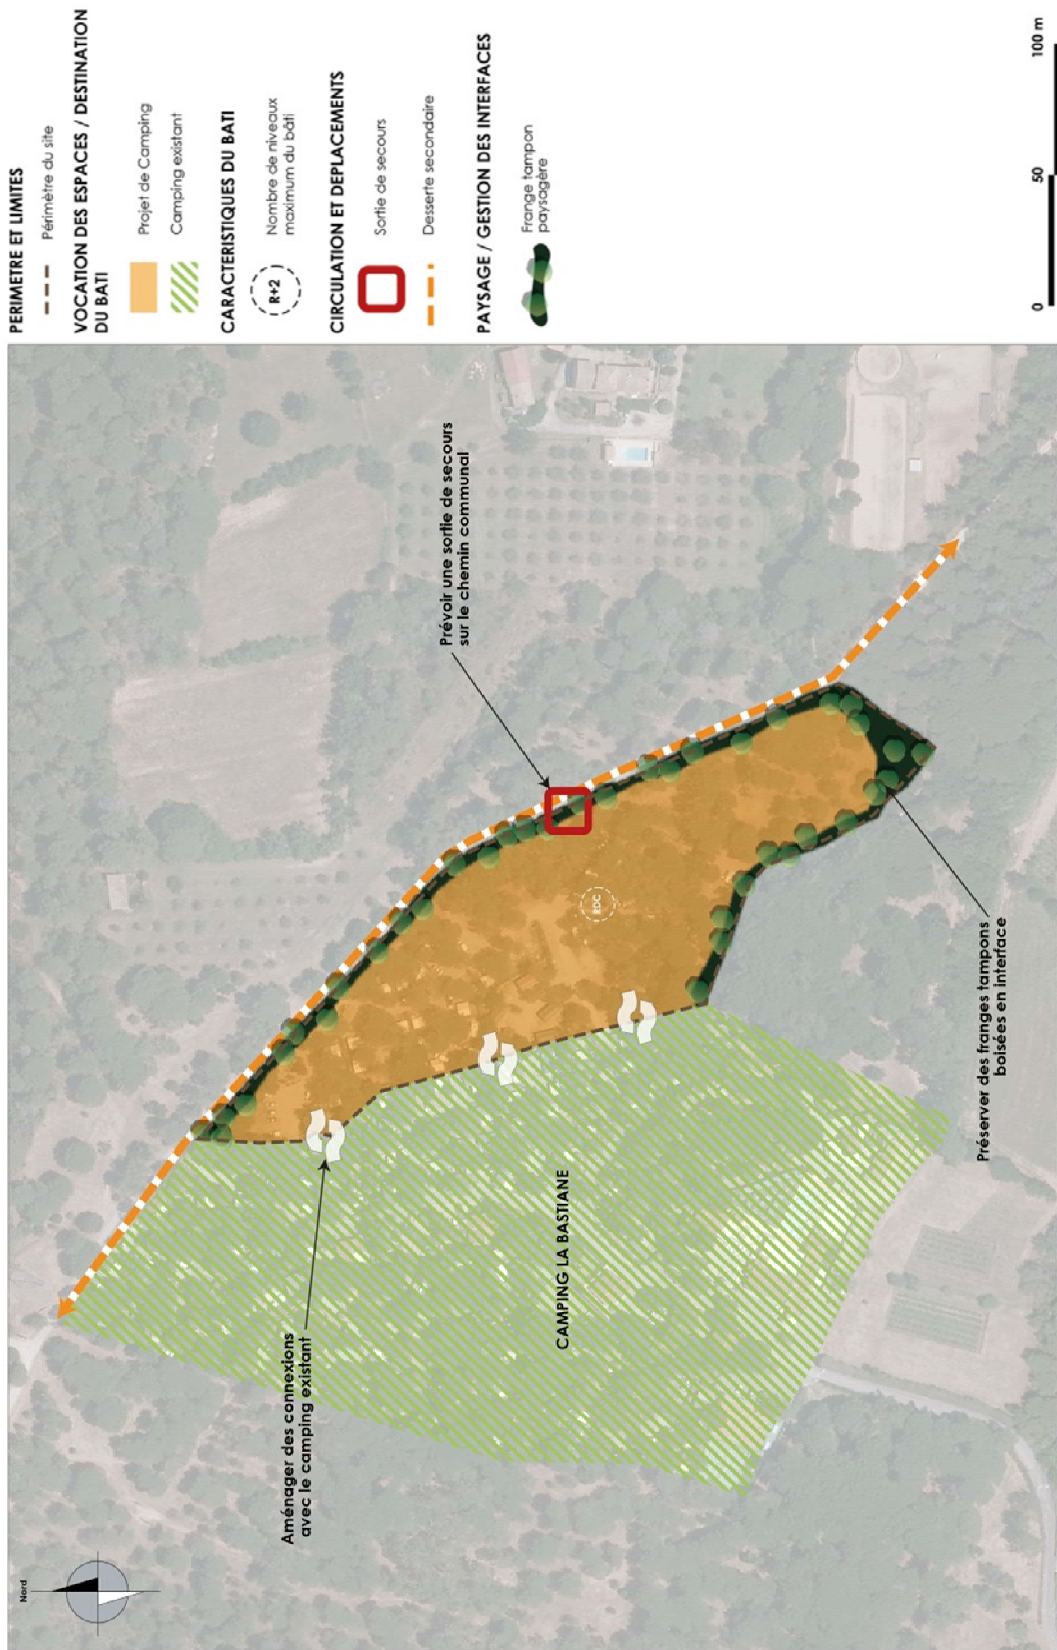 PERIMETRE ET LIMITES
Périmètre du site
VOCATION DES ESPACES / DESTINATION
DU BATI
Projet de Camping
Camping existant
CARACTERISTIQUES DU BATI
R+2
Nombre de niveaux
maximum du bâti
CIRCULATION ET DEPLACEMENTS
Sortie de secours
Desserte secondaire
PAYSAGE / GESTION DES INTERFACES
Frange tampon
paysagère
0
50
100 m
Nord
Aménager des connexions
avec le camping existant
Prévoir une sortie de secours
sur le chemin communal
RDC
CAMPING LA BASTIANE
Préserver des franges tampons
boisées en interface